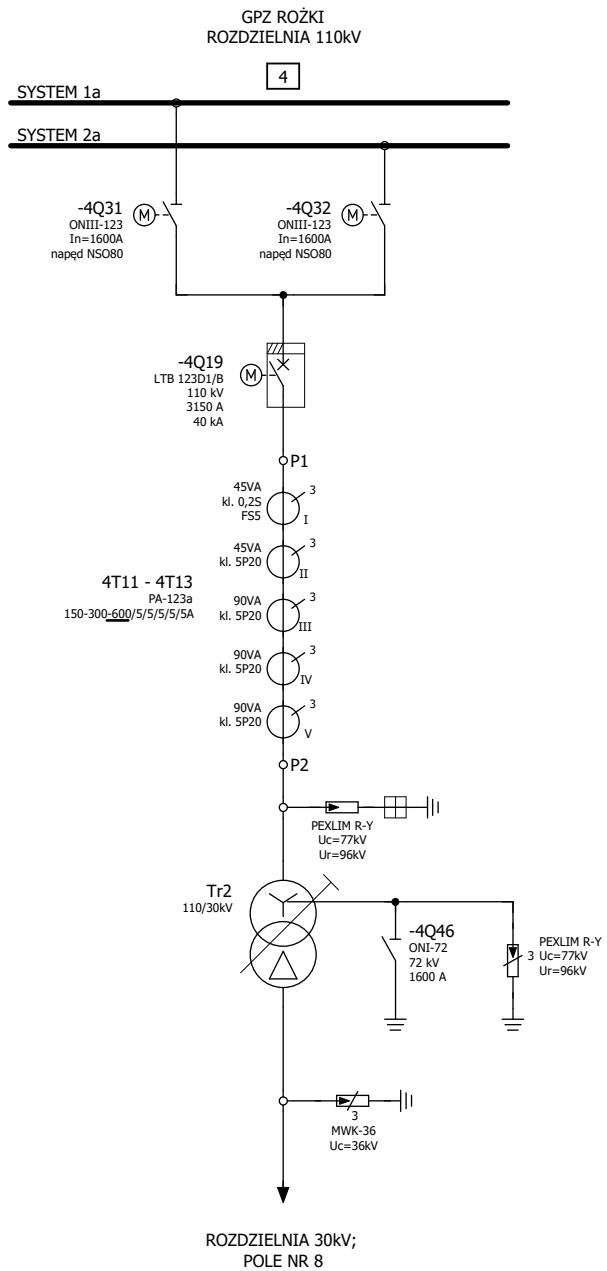 GPZ ROŻKI
ROZDZIELNIA 110kV
4
SYSTEM 1a
SYSTEM 2a
-4Q31
ONIII-123
In=1600A
napęd NSO80
M
-4Q32
ONIII-123
In=1600A
napęd NSO80
M
-4Q19
LTB 123D1/B
110 kV
3150 A
40 kA
M
P1
45VA
kl. 0,2S
FS5
3
I
45VA
kl. 5P20
3
II
4T11 - 4T13
PA-123a
150-300-600/5/5/5/5/5A
90VA
kl. 5P20
3
III
90VA
kl. 5P20
3
IV
90VA
kl. 5P20
3
V
P2
PEXLIM R-Y
Uc=77kV
Ur=96kV
Tr2
110/30kV
-4Q46
ONI-72
72 kV
1600 A
PEXLIM R-Y
3 Uc=77kV
Ur=96kV
3
MWK-36
Uc=36kV
ROZDZIELNIA 30kV;
POLE NR 8